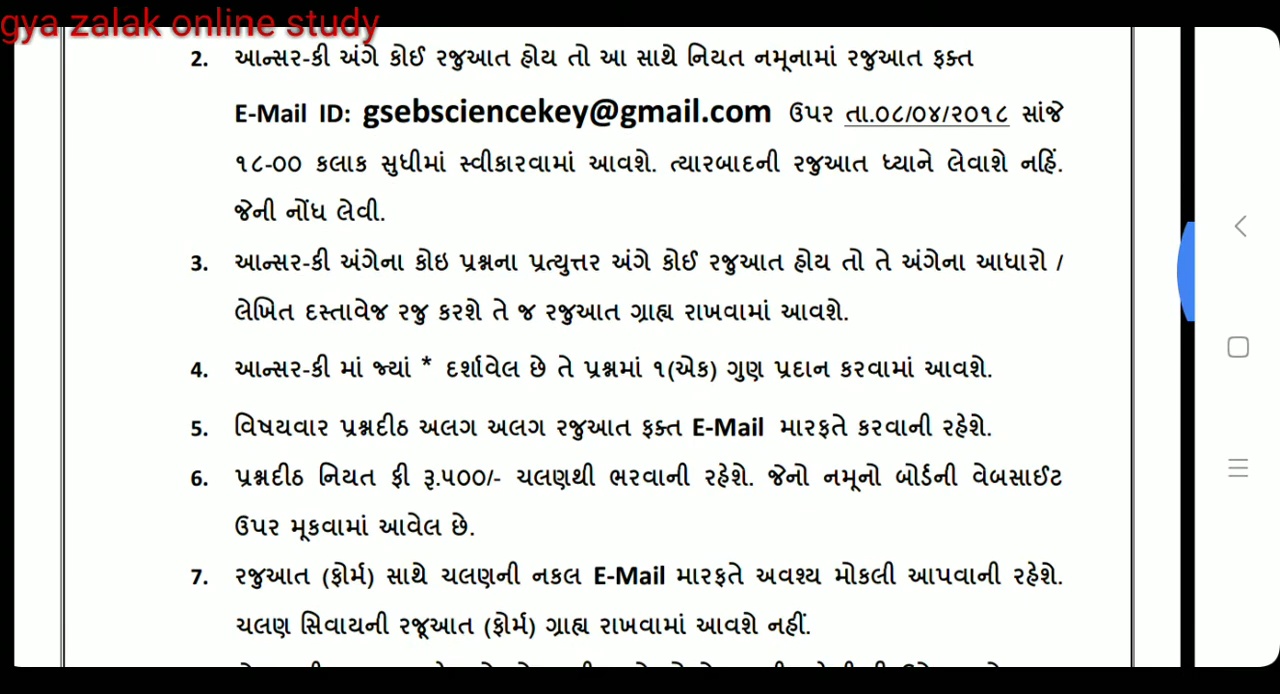 gya zalak online study
2. આન્સર-કી અંગે કોઈ રજુઆત હોય તો આ સાથે નિયત નમૂનામાં રજુઆત ફક્ત
E-Mail ID: gsebsciencekey@gmail.com ઉપર તા.૦૮/૦૪/૨૦૧૮ સાંજે
૧૮-૦૦ કલાક સુધીમાં સ્વીકારવામાં આવશે. ત્યારબાદની રજુઆત ધ્યાને લેવાશે નહિં.
જેની નોંધ લેવી.
3. આન્સર-કી અંગેના કોઇ પ્રશ્નના પ્રત્યુત્તર અંગે કોઈ રજુઆત હોય તો તે અંગેના આધારો /
લેખિત દસ્તાવેજ રજુ કરશે તે જ રજુઆત ગ્રાહ્ય રાખવામાં આવશે.
4. આન્સર-કી માં જ્યાં * દર્શાવેલ છે તે પ્રશ્નમાં ૧(એક) ગુણ પ્રદાન કરવામાં આવશે.
5. વિષયવાર પ્રશ્નદીઠ અલગ અલગ રજુઆત ફક્ત E-Mail મારફતે કરવાની રહેશે.
6. પ્રશ્નદીઠ નિયત ફી રૂ.૫૦૦/- ચલણથી ભરવાની રહેશે. જેનો નમૂનો બોર્ડની વેબસાઈટ
ઉપર મૂકવામાં આવેલ છે.
7. રજુઆત (ફોર્મ) સાથે ચલણની નકલ E-Mail મારફતે અવશ્ય મોકલી આપવાની રહેશે.
ચલણ સિવાયની રજૂઆત (ફોર્મ) ગ્રાહ્ય રાખવામાં આવશે નહીં.